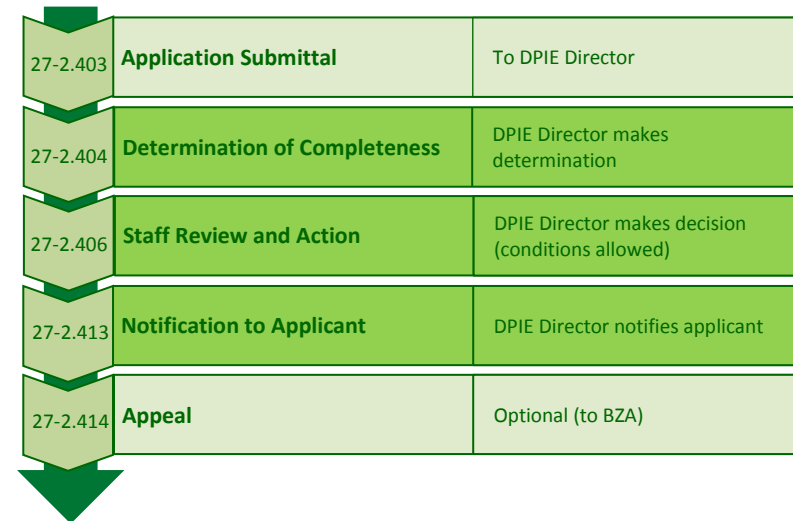 27-2.403
Application Submittal
To DPIE Director
27-2.404
Determination of Completeness
DPIE Director makes
determination
27-2.406
Staff Review and Action
DPIE Director makes decision
(conditions allowed)
27-2.413
Notification to Applicant
DPIE Director notifies applicant
27-2.414
Appeal
Optional (to BZA)